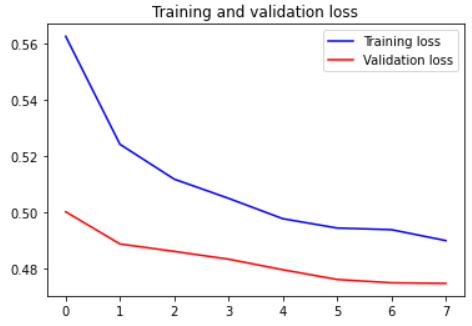 Training and validation loss
Training loss
Validation loss
0.56
0.54
0.52
0.50
0.48
0 1 2 3 4 5 6 7